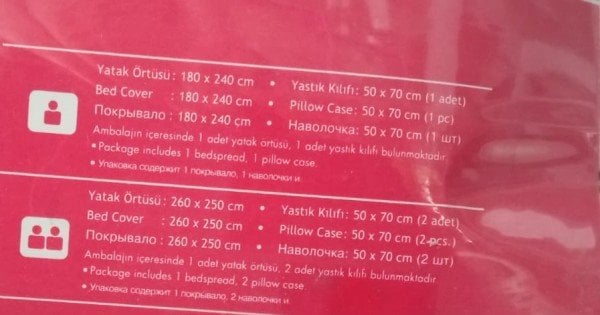 Yatak Örtüsü : 180 x 240 cm • Yastık Kılıfı: 50 x 70 cm (1 adet)
Bed Cover : 180 x 240 cm • Pillow Case: 50 x 70 cm (1 pc)
Покрывало : 180 x 240 cm • Наволочка: 50 x 70 cm (1 шт)
Ambalajın içeresinde 1 adet yatak örtüsü, 1 adet yastık kılıfı bulunmaktadır.
• Package includes 1 bedspread, 1 pillow case.
• Упаковка содержит 1 покрывало, 1 наволочки и
Yatak Örtüsü: 260 x 250 cm • Yastık Kılıfı: 50 x 70 cm (2 adet)
Bed Cover : 260 x 250 cm • Pillow Case: 50 x 70 cm (2 pcs.)
Покрывало : 260 x 250 cm • Наволочка: 50 x 70 cm (2 шт)
Ambalajın içeresinde 1 adet yatak örtüsü, 2 adet yastık kılıfı bulunmaktadır.
• Package includes 1 bedspread, 2 pillow case.
• Упаковка содержит 1 покрывало, 2 наволочки и